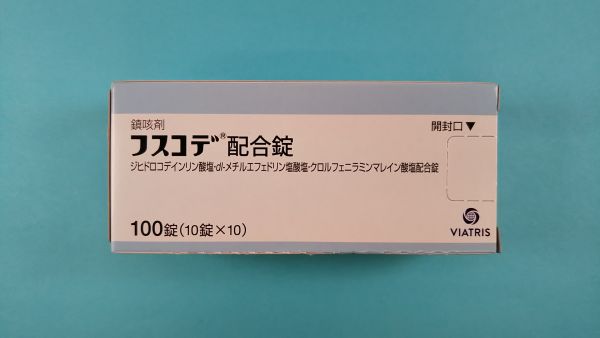 鎮咳剤
開封口▼
フスコデ®配合錠
ジヒドロコデインリン酸塩・dl-メチルエフェドリン塩酸塩・クロルフェニラミンマレイン酸塩配合錠
100錠(10錠×10)
VIATRIS